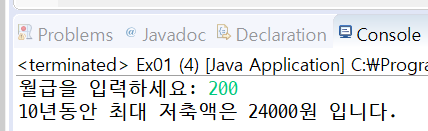 Problems @ Javadoc Declaration Console
<terminated> Ex01 (4) [Java Application] C:₩Progra
월급을 입력하세요: 200
10년동안 최대 저축액은 24000원 입니다.